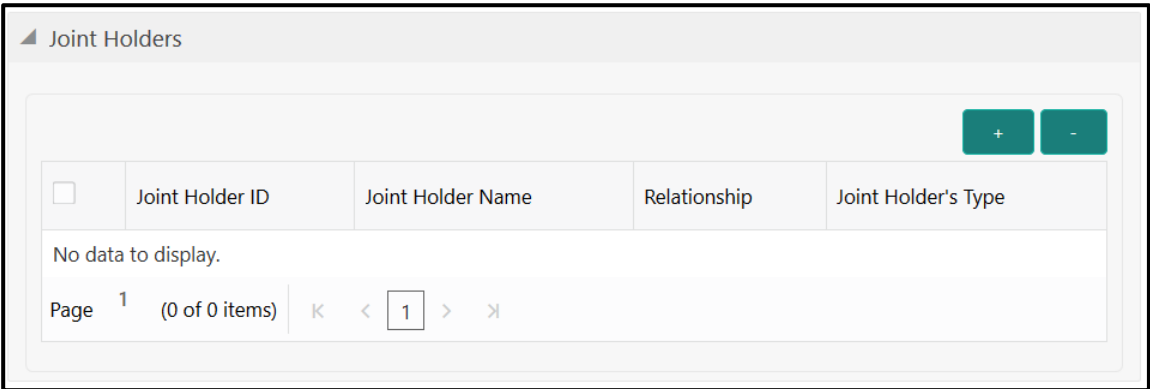 Joint Holders
+ -
Joint Holder ID Joint Holder Name Relationship Joint Holder's Type
No data to display.
Page 1 (0 of 0 items) 1